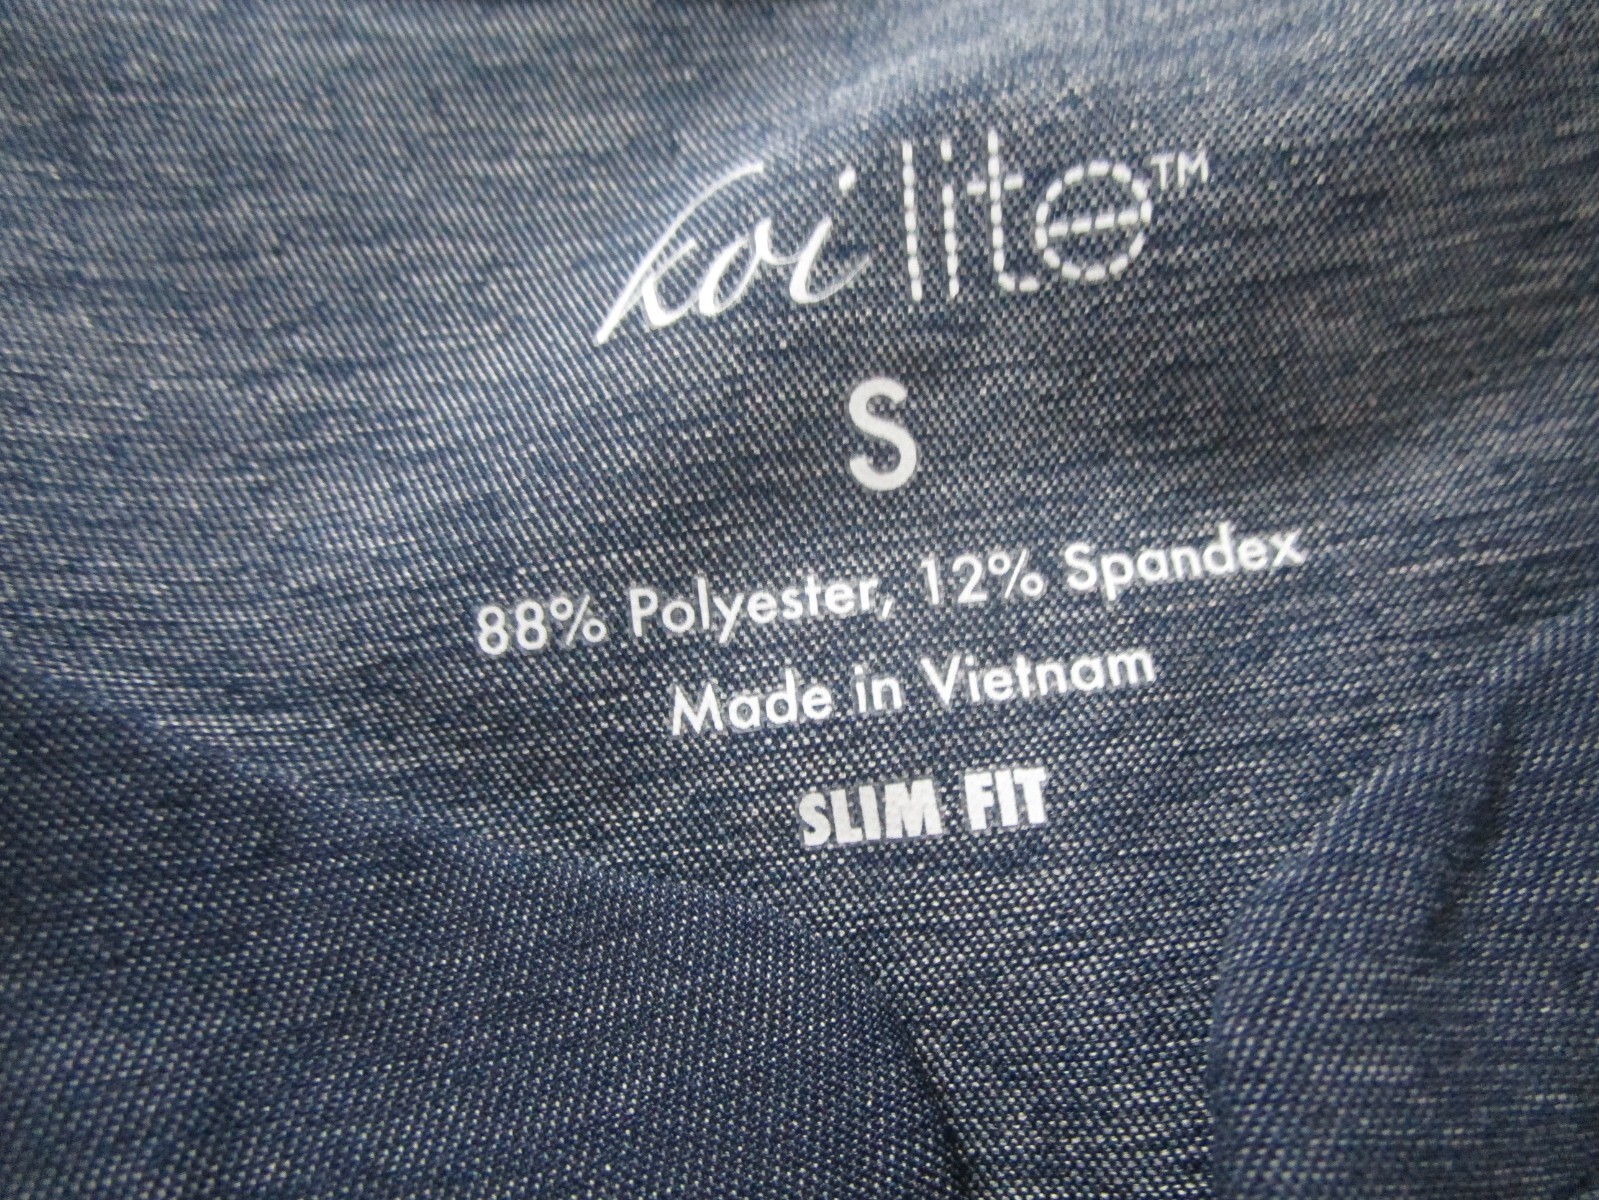 koi lite™
S
88% Polyester, 12% Spandex
Made in Vietnam
SLIM FIT